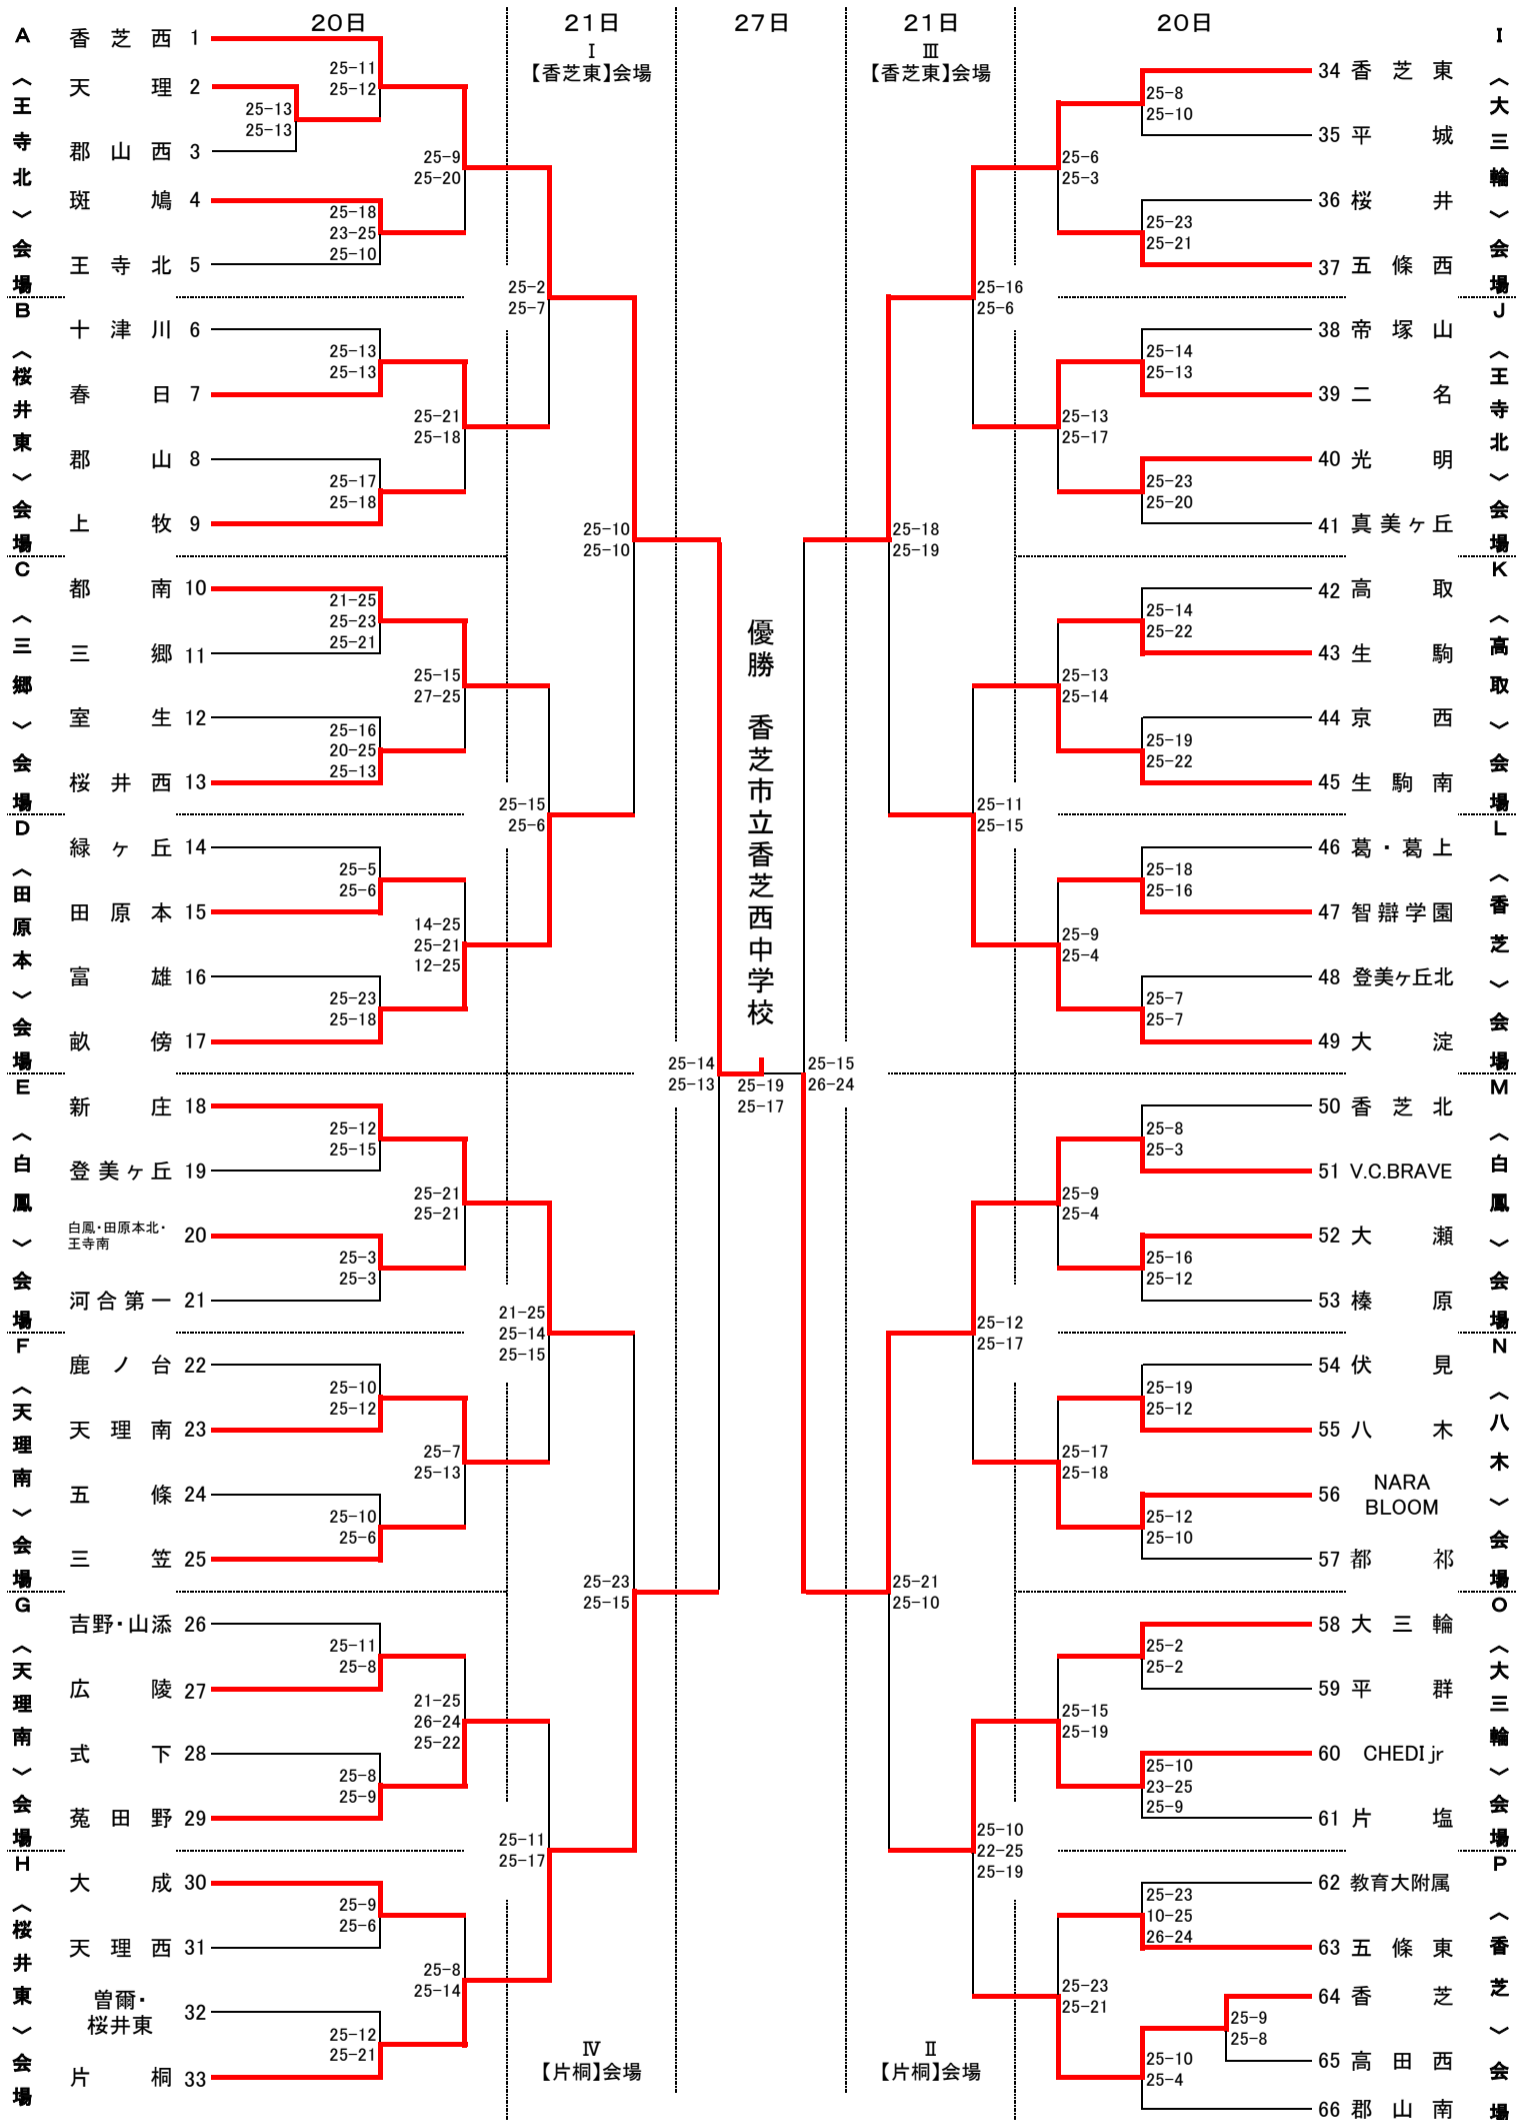 20日
21日
27日
21日
20日
Ⅰ
【香芝東】会場
Ⅲ
【香芝東】会場
A 〈王寺北〉会場
香芝西 1
天理 2
郡山西 3
斑鳩 4
王寺北 5
25-11
25-12
25-13
25-13
25-9
25-20
25-18
23-25
25-10
25-2
25-7
B 〈桜井東〉会場
十津川 6
春日 7
郡山 8
上牧 9
25-13
25-13
25-21
25-18
25-17
25-18
25-10
25-10
C 〈三郷〉会場
都南 10
三郷 11
室生 12
桜井西 13
21-25
25-23
25-21
25-15
27-25
25-16
20-25
25-13
25-15
25-6
D 〈田原本〉会場
緑ヶ丘 14
田原本 15
富雄 16
畝傍 17
25-5
25-6
14-25
25-21
12-25
25-23
25-18
25-14
25-13
E 〈白鳳〉会場
新庄 18
登美ヶ丘 19
白鳳・田原本北・
王寺南
20
河合第一 21
25-12
25-15
25-21
25-21
25-3
25-3
21-25
25-14
25-15
F 〈天理南〉会場
鹿ノ台 22
天理南 23
五條 24
三笠 25
25-10
25-12
25-7
25-13
25-10
25-6
25-23
25-15
G 〈天理南〉会場
吉野・山添 26
広陵 27
式下 28
菟田野 29
25-11
25-8
21-25
26-24
25-22
25-8
25-9
25-11
25-17
H 〈桜井東〉会場
大成 30
天理西 31
曽爾・
桜井東
32
片桐 33
25-9
25-6
25-8
25-14
25-12
25-21
Ⅳ
【片桐】会場
優勝 香芝市立香芝西中学校
25-19
25-17
I 〈大三輪〉会場
34 香芝東
35 平城
36 桜井
37 五條西
25-8
25-10
25-6
25-3
25-23
25-21
25-16
25-6
J 〈王寺北〉会場
38 帝塚山
39 二名
40 光明
41 真美ヶ丘
25-14
25-13
25-13
25-17
25-23
25-20
25-18
25-19
K 〈高取〉会場
42 高取
43 生駒
44 京西
45 生駒南
25-14
25-22
25-13
25-14
25-19
25-22
25-11
25-15
L 〈香芝〉会場
46 葛・葛上
47 智辯学園
48 登美ヶ丘北
49 大淀
25-18
25-16
25-9
25-4
25-7
25-7
25-15
26-24
M 〈白鳳〉会場
50 香芝北
51 V.C.BRAVE
52 大瀬
53 榛原
25-8
25-3
25-9
25-4
25-16
25-12
25-12
25-17
N 〈八木〉会場
54 伏見
55 八木
56
NARA
BLOOM
57 都祁
25-19
25-12
25-17
25-18
25-12
25-10
25-21
25-10
O 〈大三輪〉会場
58 大三輪
59 平群
60 CHEDI jr
61 片塩
25-2
25-2
25-15
25-19
25-10
23-25
25-9
25-10
22-25
25-19
P 〈香芝〉会場
62 教育大附属
63 五條東
64 香芝
65 高田西
66 郡山南
25-23
10-25
26-24
25-23
25-21
25-9
25-8
25-10
25-4
Ⅱ
【片桐】会場